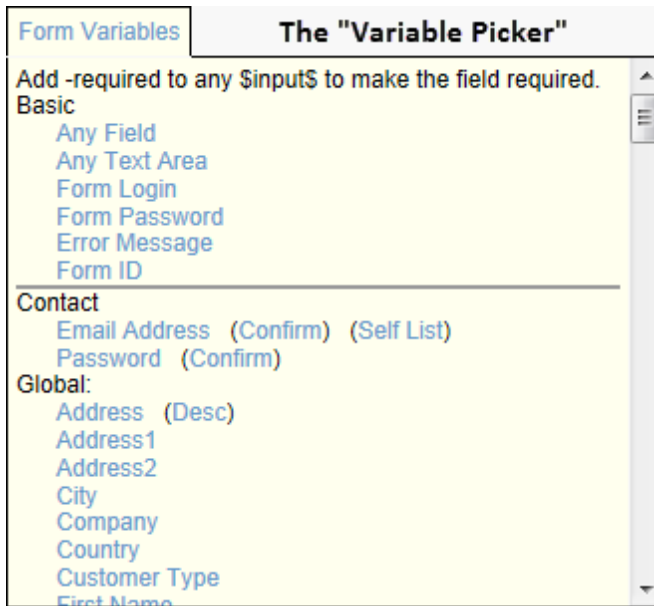 Form Variables
The "Variable Picker"
Add -required to any $input$ to make the field required.
Basic
Any Field
Any Text Area
Form Login
Form Password
Error Message
Form ID
Contact
Email Address (Confirm) (Self List)
Password (Confirm)
Global:
Address (Desc)
Address1
Address2
City
Company
Country
Customer Type
First Name